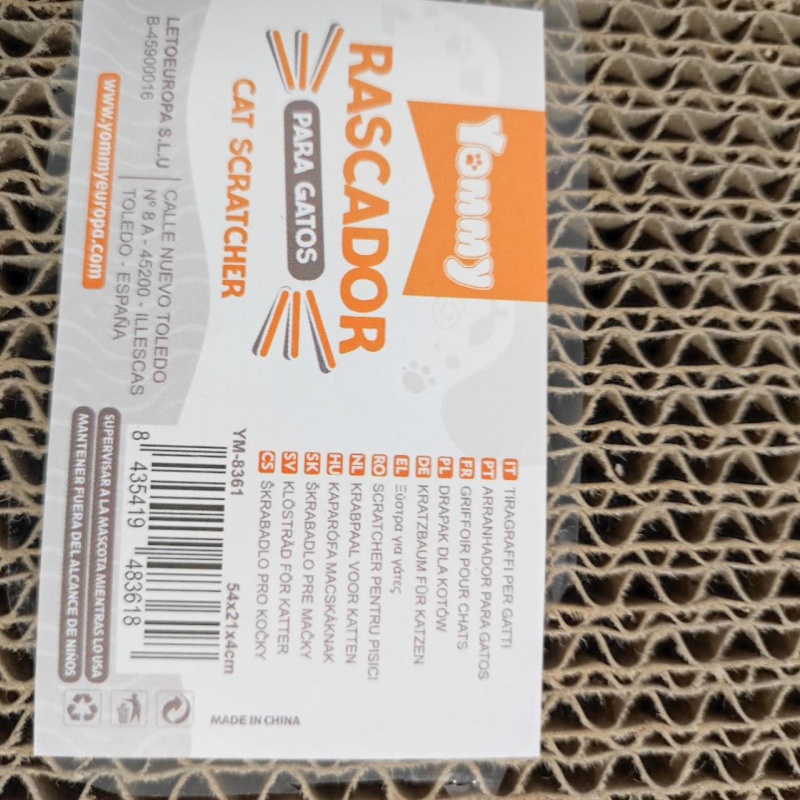 Yommy
RASCADOR
PARA GATOS
CAT SCRATCHER
LETOEUROPA S.L.U
B-45900016
CALLE NUEVO TOLEDO
Nº 8 A - 45200 - ILLESCAS
TOLEDO - ESPAÑA
www.yommyeuropa.com
IT TIRAGRAFFI PER GATTI
PT ARRANHADOR PARA GATOS
FR GRIFFOIR POUR CHATS
PL DRAPAK DLA KOTÓW
DE KRATZBAUM FÜR KATZEN
EL Ξύστρα για γάτες
RO SCRATCHER PENTRU PISICI
NL KRABPAAL VOOR KATTEN
HU KAPARÓFA MACSKÁKNAK
SK ŠKRABADLO PRE MAČKY
SV KLÖSTRÄD FÖR KATTER
CS ŠKRABADLO PRO KOČKY
YM-8361
54x21x4cm
8 435419 483618
SUPERVISAR A LA MASCOTA MIENTRAS LO USA
MANTENER FUERA DEL ALCANCE DE NIÑOS
MADE IN CHINA